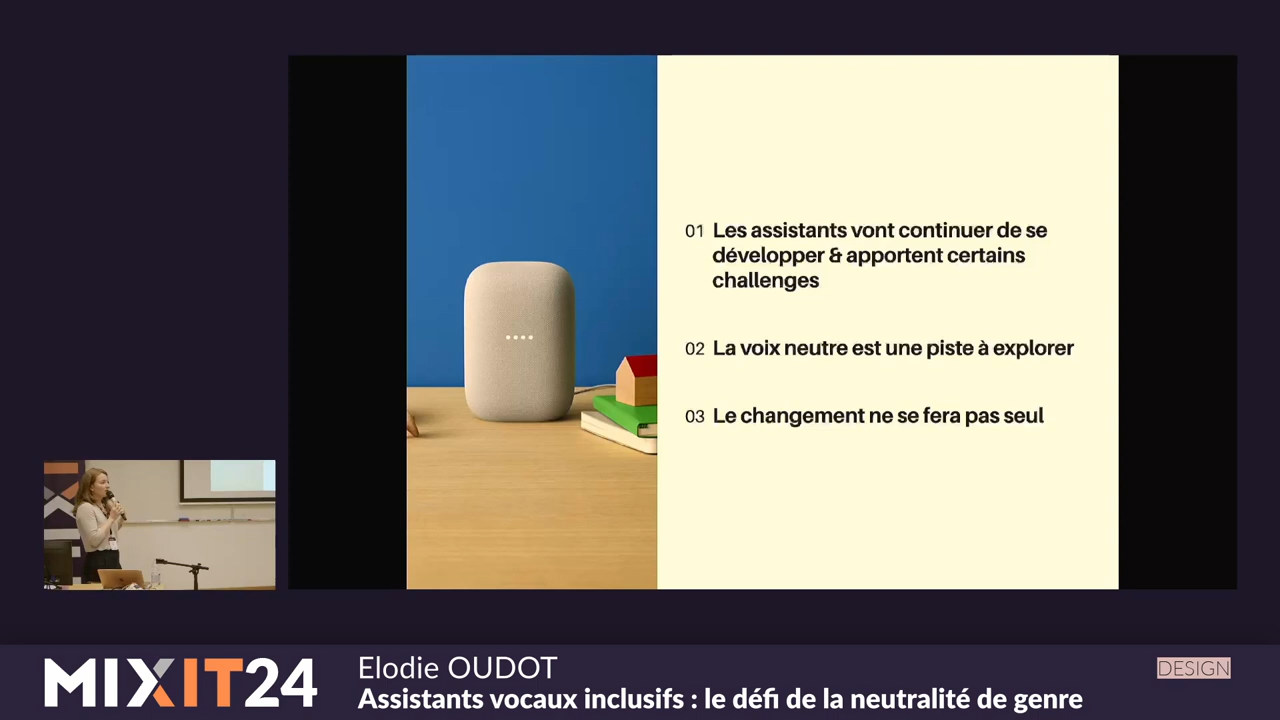 01 Les assistants vont continuer de se
développer & apportent certains
challenges
02 La voix neutre est une piste à explorer
03 Le changement ne se fera pas seul
MIXIT24
Elodie OUDOT
Assistants vocaux inclusifs : le défi de la neutralité de genre
DESIGN